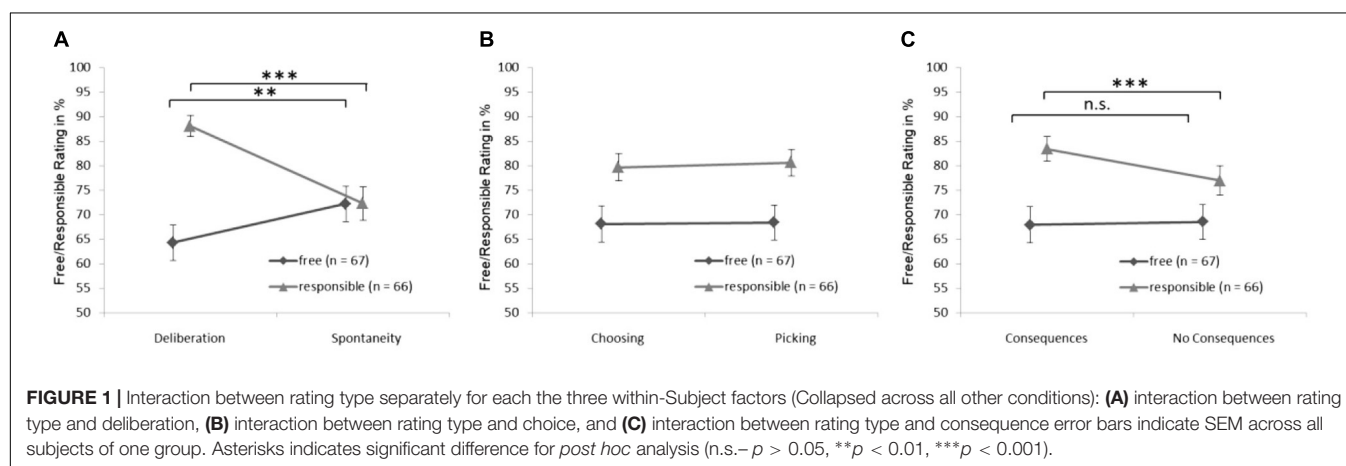 A
Free/Responsible Rating in %
100
95
90
85
80
75
70
65
60
55
50
***
**
free (n = 67)
responsible (n = 66)
Deliberation
Spontaneity
B
Free/Responsible Rating in %
100
95
90
85
80
75
70
65
60
55
50
free (n = 67)
responsible (n = 66)
Choosing
Picking
C
Free/Responsible Rating in %
100
95
90
85
80
75
70
65
60
55
50
***
n.s.
free (n = 67)
responsible (n = 66)
Consequences
No Consequences
FIGURE 1 | Interaction between rating type separately for each the three within-Subject factors (Collapsed across all other conditions): (A) interaction between rating
type and deliberation, (B) interaction between rating type and choice, and (C) interaction between rating type and consequence error bars indicate SEM across all
subjects of one group. Asterisks indicates significant difference for post hoc analysis (n.s.– p > 0.05, **p < 0.01, ***p < 0.001).